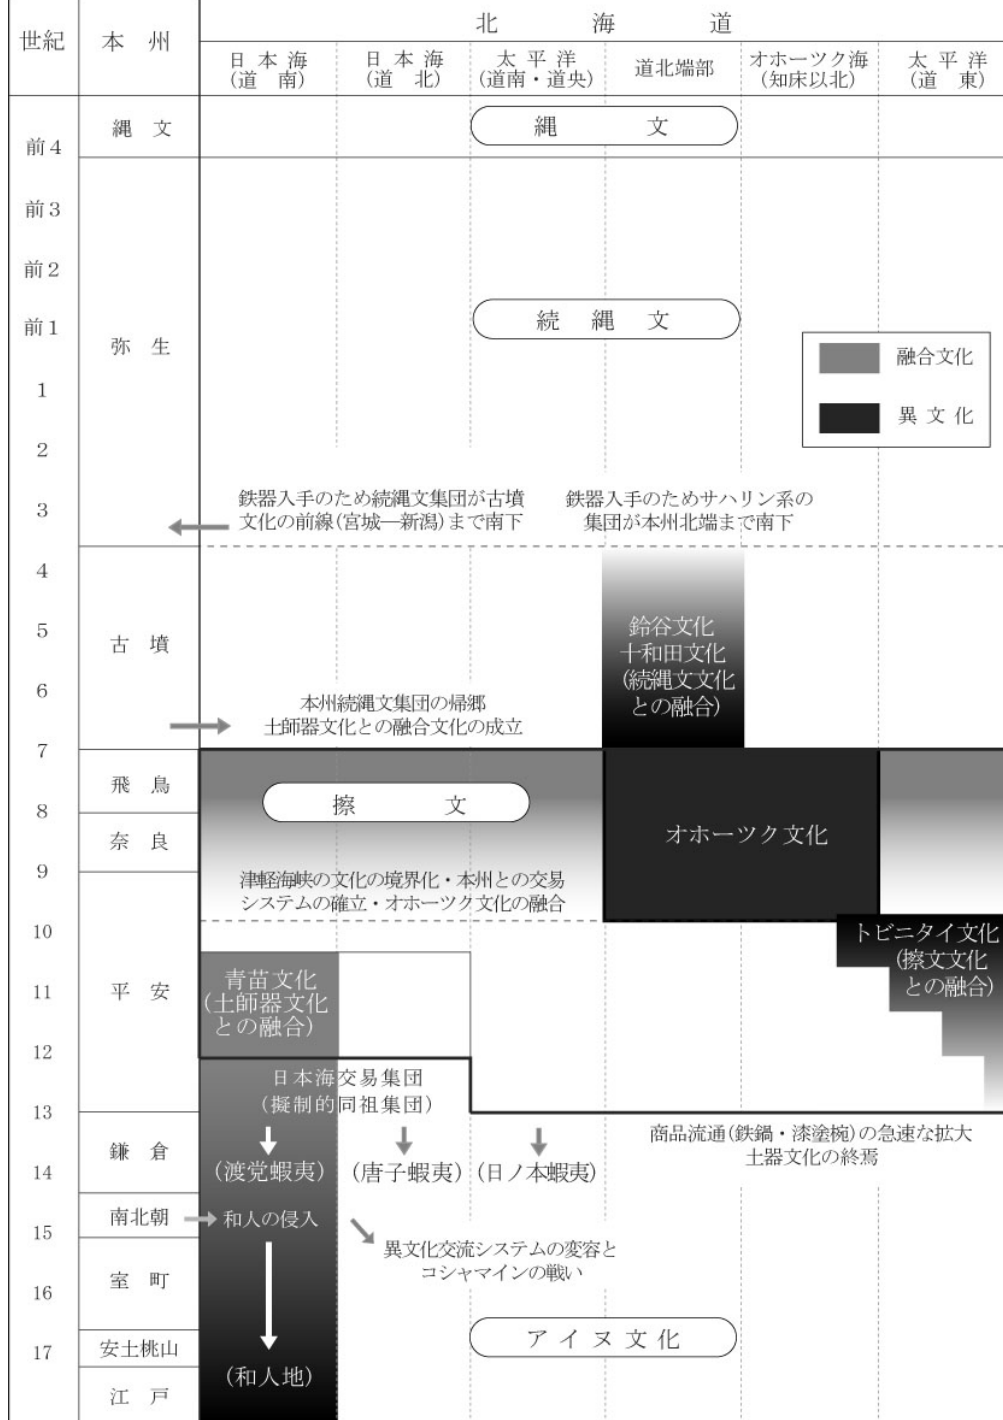 世紀
本州
北海道
日本海
(道南)
日本海
(道北)
太平洋
(道南・道央)
道北端部
オホーツク海
(知床以北)
太平洋
(道東)
縄文
縄文
前4
前3
前2
前1
続縄文
弥生
融合文化
異文化
1
2
3
鉄器入手のため続縄文集団が古墳
文化の前線(宮城―新潟)まで南下
鉄器入手のためサハリン系の
集団が本州北端まで南下
4
5
6
古墳
鈴谷文化
十和田文化
(続縄文文化
との融合)
本州続縄文集団の帰郷
土師器文化との融合文化の成立
7
飛鳥
擦文
8
奈良
オホーツク文化
9
津軽海峡の文化の境界化・本州との交易
システムの確立・オホーツク文化の融合
10
トビニタイ文化
(擦文文化
との融合)
青苗文化
(土師器文化
との融合)
11
平安
12
日本海交易集団
(擬制的同祖集団)
13
商品流通(鉄鍋・漆塗椀)の急速な拡大
土器文化の終焉
鎌倉
14
(渡党蝦夷)
(唐子蝦夷)
(日ノ本蝦夷)
南北朝
和人の侵入
15
異文化交流システムの変容と
コシャマインの戦い
室町
16
アイヌ文化
17
安土桃山
(和人地)
江戸